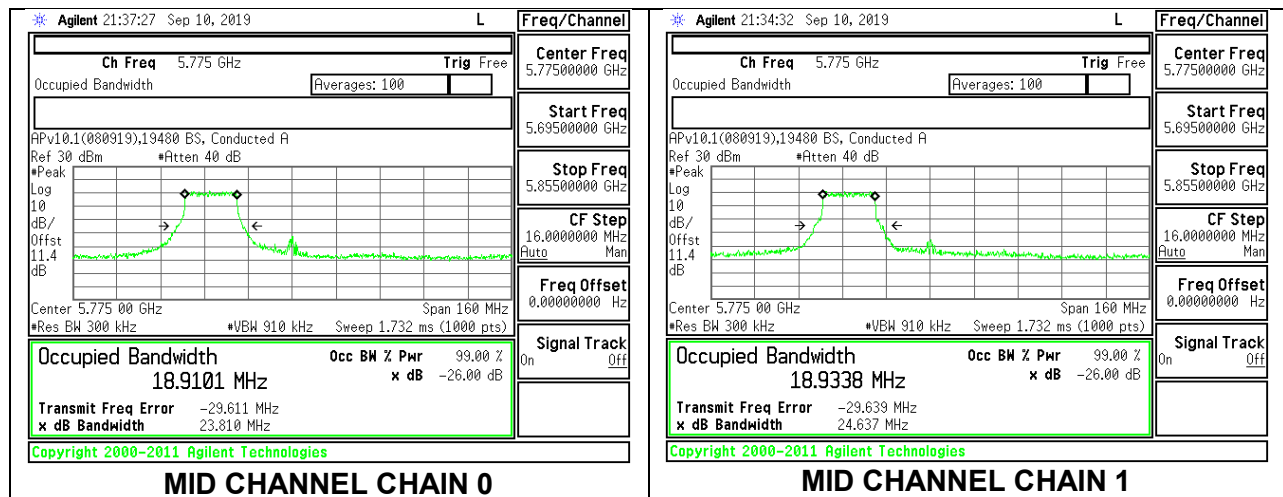 Agilent 21:37:27 Sep 10, 2019 L
Freq/Channel
Ch Freq 5.775 GHz Trig Free
Occupied Bandwidth Averages: 100
APv10.1(080919),19480 BS, Conducted A
Ref 30 dBm #Atten 40 dB
#Peak
Log
10
dB/
Offst
11.4
dB
Center 5.775 00 GHz Span 160 MHz
#Res BW 300 kHz #VBW 910 kHz Sweep 1.732 ms (1000 pts)
Occupied Bandwidth Occ BW % Pwr 99.00 %
18.9101 MHz x dB -26.00 dB
Transmit Freq Error -29.611 MHz
x dB Bandwidth 23.810 MHz
Copyright 2000-2011 Agilent Technologies
Center Freq
5.77500000 GHz
Start Freq
5.69500000 GHz
Stop Freq
5.85500000 GHz
CF Step
16.0000000 MHz
Auto Man
Freq Offset
0.00000000 Hz
Signal Track
On Off
MID CHANNEL CHAIN 0
Agilent 21:34:32 Sep 10, 2019 L
Freq/Channel
Ch Freq 5.775 GHz Trig Free
Occupied Bandwidth Averages: 100
APv10.1(080919),19480 BS, Conducted A
Ref 30 dBm #Atten 40 dB
#Peak
Log
10
dB/
Offst
11.4
dB
Center 5.775 00 GHz Span 160 MHz
#Res BW 300 kHz #VBW 910 kHz Sweep 1.732 ms (1000 pts)
Occupied Bandwidth Occ BW % Pwr 99.00 %
18.9338 MHz x dB -26.00 dB
Transmit Freq Error -29.639 MHz
x dB Bandwidth 24.637 MHz
Copyright 2000-2011 Agilent Technologies
Center Freq
5.77500000 GHz
Start Freq
5.69500000 GHz
Stop Freq
5.85500000 GHz
CF Step
16.0000000 MHz
Auto Man
Freq Offset
0.00000000 Hz
Signal Track
On Off
MID CHANNEL CHAIN 1